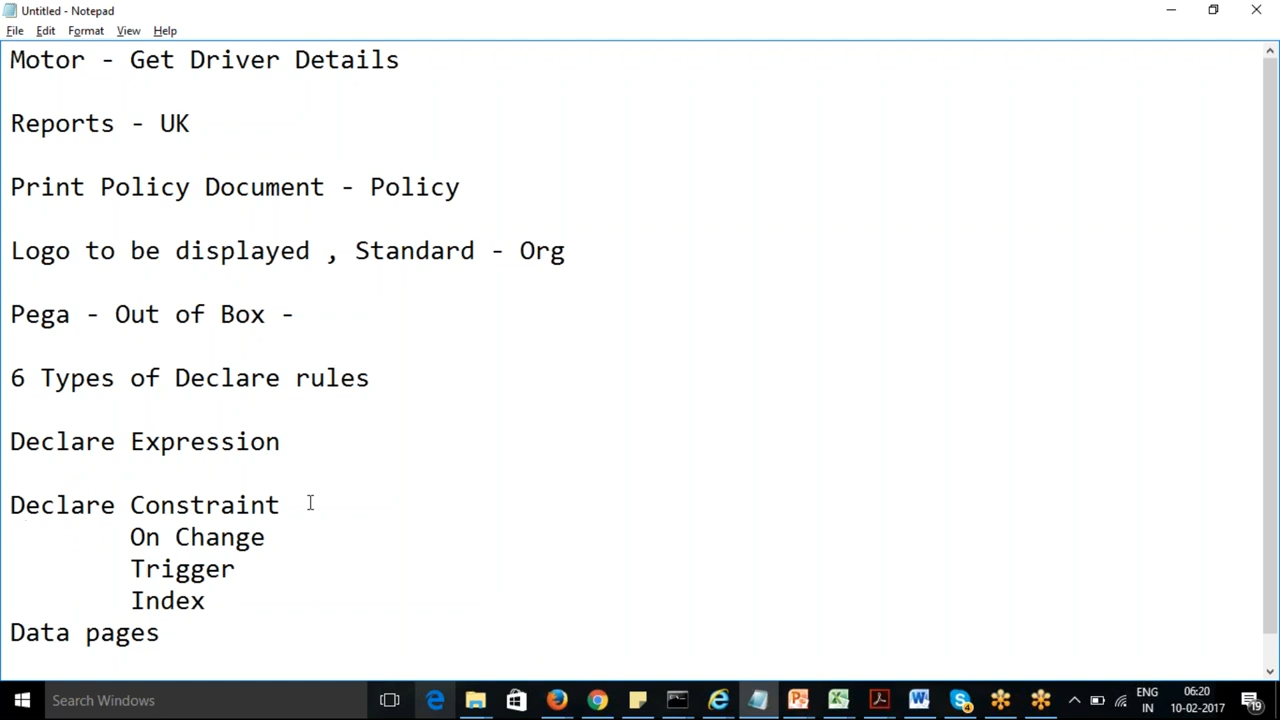 Untitled - Notepad
File Edit Format View Help
Motor - Get Driver Details
Reports - UK
Print Policy Document - Policy
Logo to be displayed , Standard - Org
Pega - Out of Box -
6 Types of Declare rules
Declare Expression
Declare Constraint
On Change
Trigger
Index
Data pages
Search Windows
ENG 06:20
IN 10-02-2017
4
19